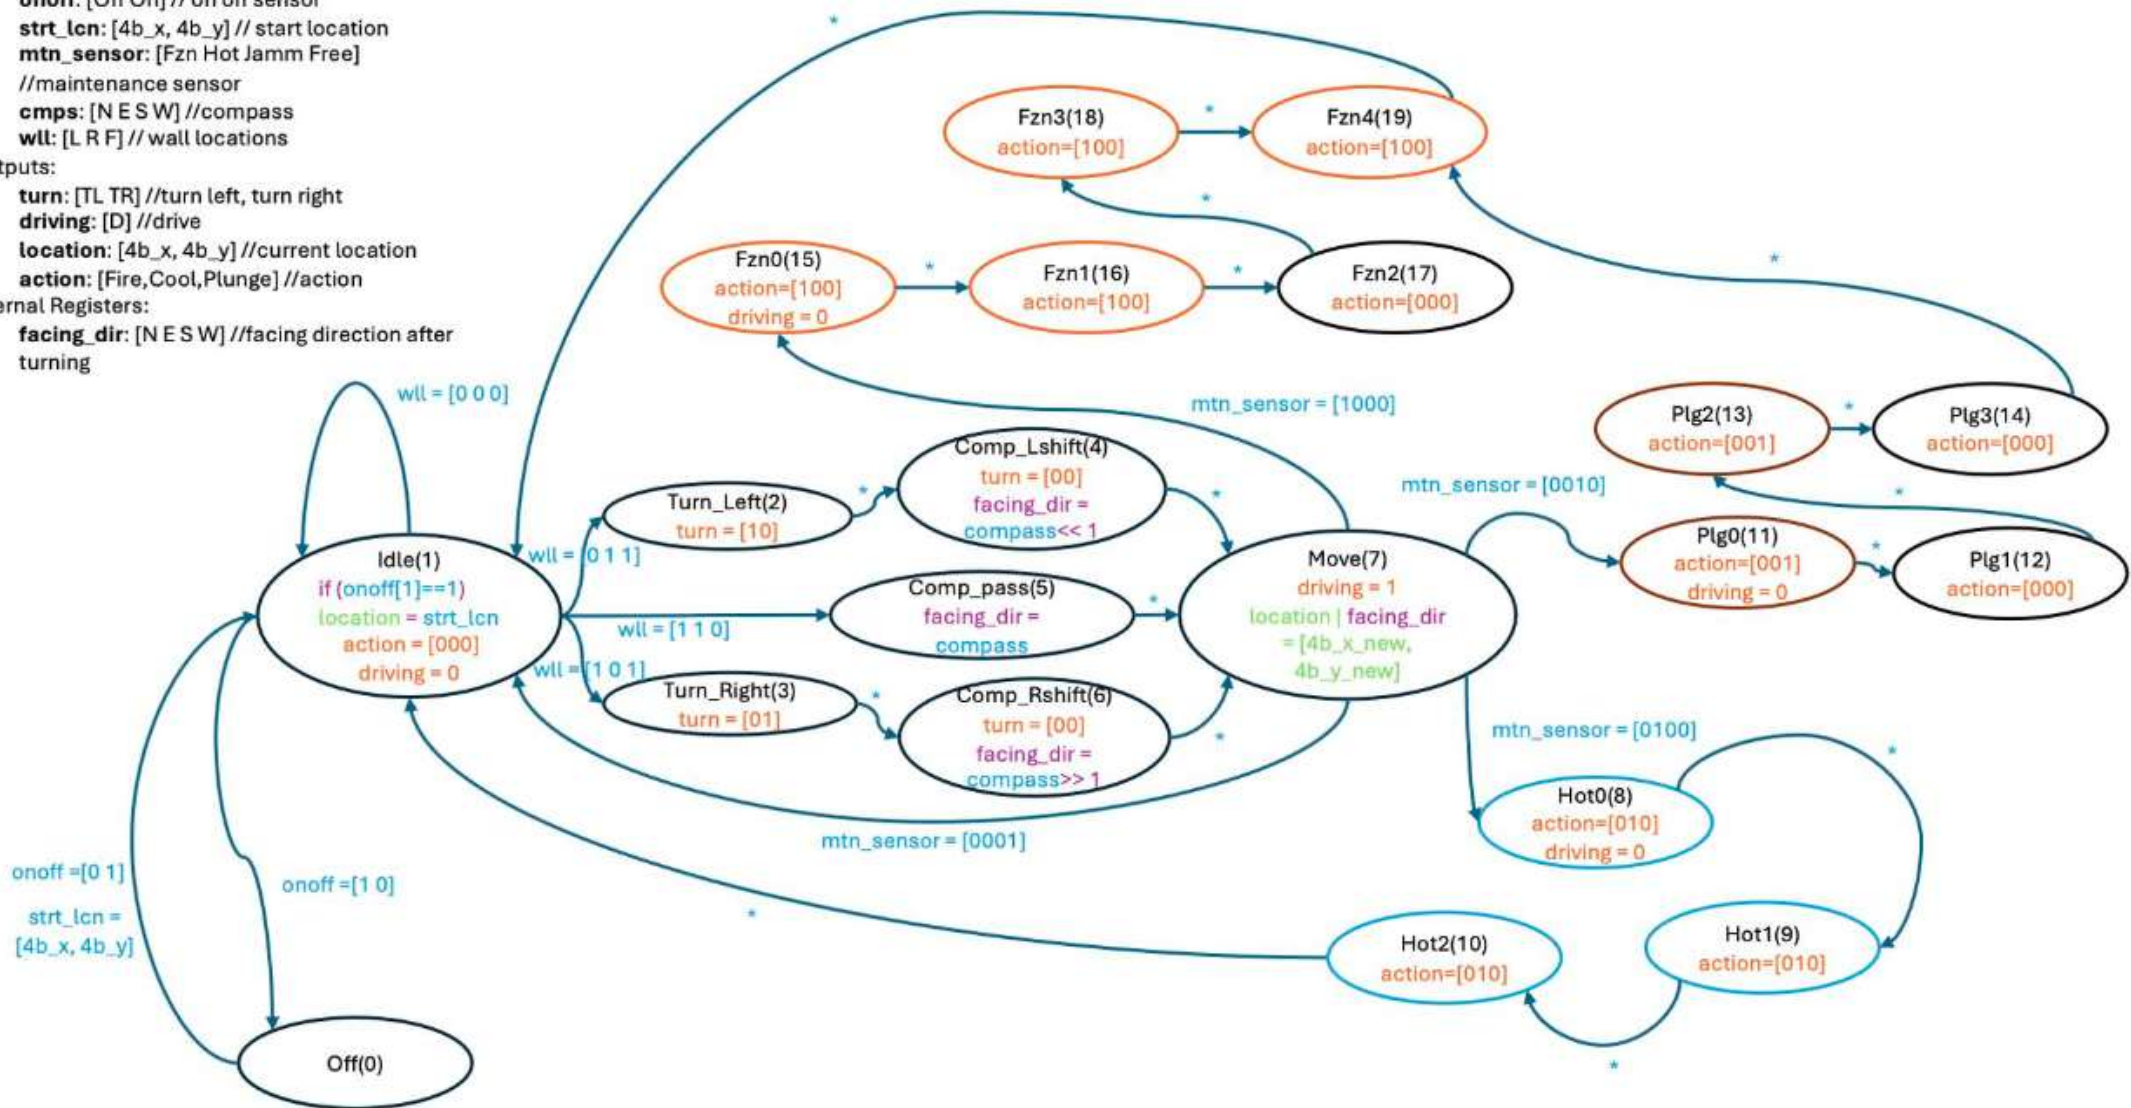 strt_lcn: [4b_x, 4b_y] // start location
mtn_sensor: [Fzn Hot Jamm Free]
//maintenance sensor
cmps: [N E S W] //compass
wll: [L R F] // wall locations
tputs:
turn: [TL TR] //turn left, turn right
driving: [D] //drive
location: [4b_x, 4b_y] //current location
action: [Fire,Cool,Plunge] //action
ernal Registers:
facing_dir: [N E S W] //facing direction after
turning
*
Fzn3(18)
action=[100]
*
Fzn4(19)
action=[100]
*
Fzn0(15)
action=[100]
driving = 0
*
Fzn1(16)
action=[100]
*
Fzn2(17)
action=[000]
*
mtn_sensor = [1000]
wll = [0 0 0]
Plg2(13)
action=[001]
*
Plg3(14)
action=[000]
mtn_sensor = [0010]
*
Plg0(11)
action=[001]
driving = 0
*
Plg1(12)
action=[000]
Idle(1)
if (onoff[1]==1)
location = strt_lcn
action = [000]
driving = 0
wll = [0 1 1]
Turn_Left(2)
turn = [10]
*
Comp_Lshift(4)
turn = [00]
facing_dir =
compass<< 1
*
wll = [1 1 0]
Comp_pass(5)
facing_dir =
compass
*
wll = [1 0 1]
Turn_Right(3)
turn = [01]
*
Comp_Rshift(6)
turn = [00]
facing_dir =
compass>> 1
*
Move(7)
driving = 1
location | facing_dir
= [4b_x_new,
4b_y_new]
mtn_sensor = [0001]
mtn_sensor = [0100]
Hot0(8)
action=[010]
driving = 0
*
Hot1(9)
action=[010]
*
Hot2(10)
action=[010]
*
onoff =[0 1]
strt_lcn =
[4b_x, 4b_y]
onoff =[1 0]
Off(0)